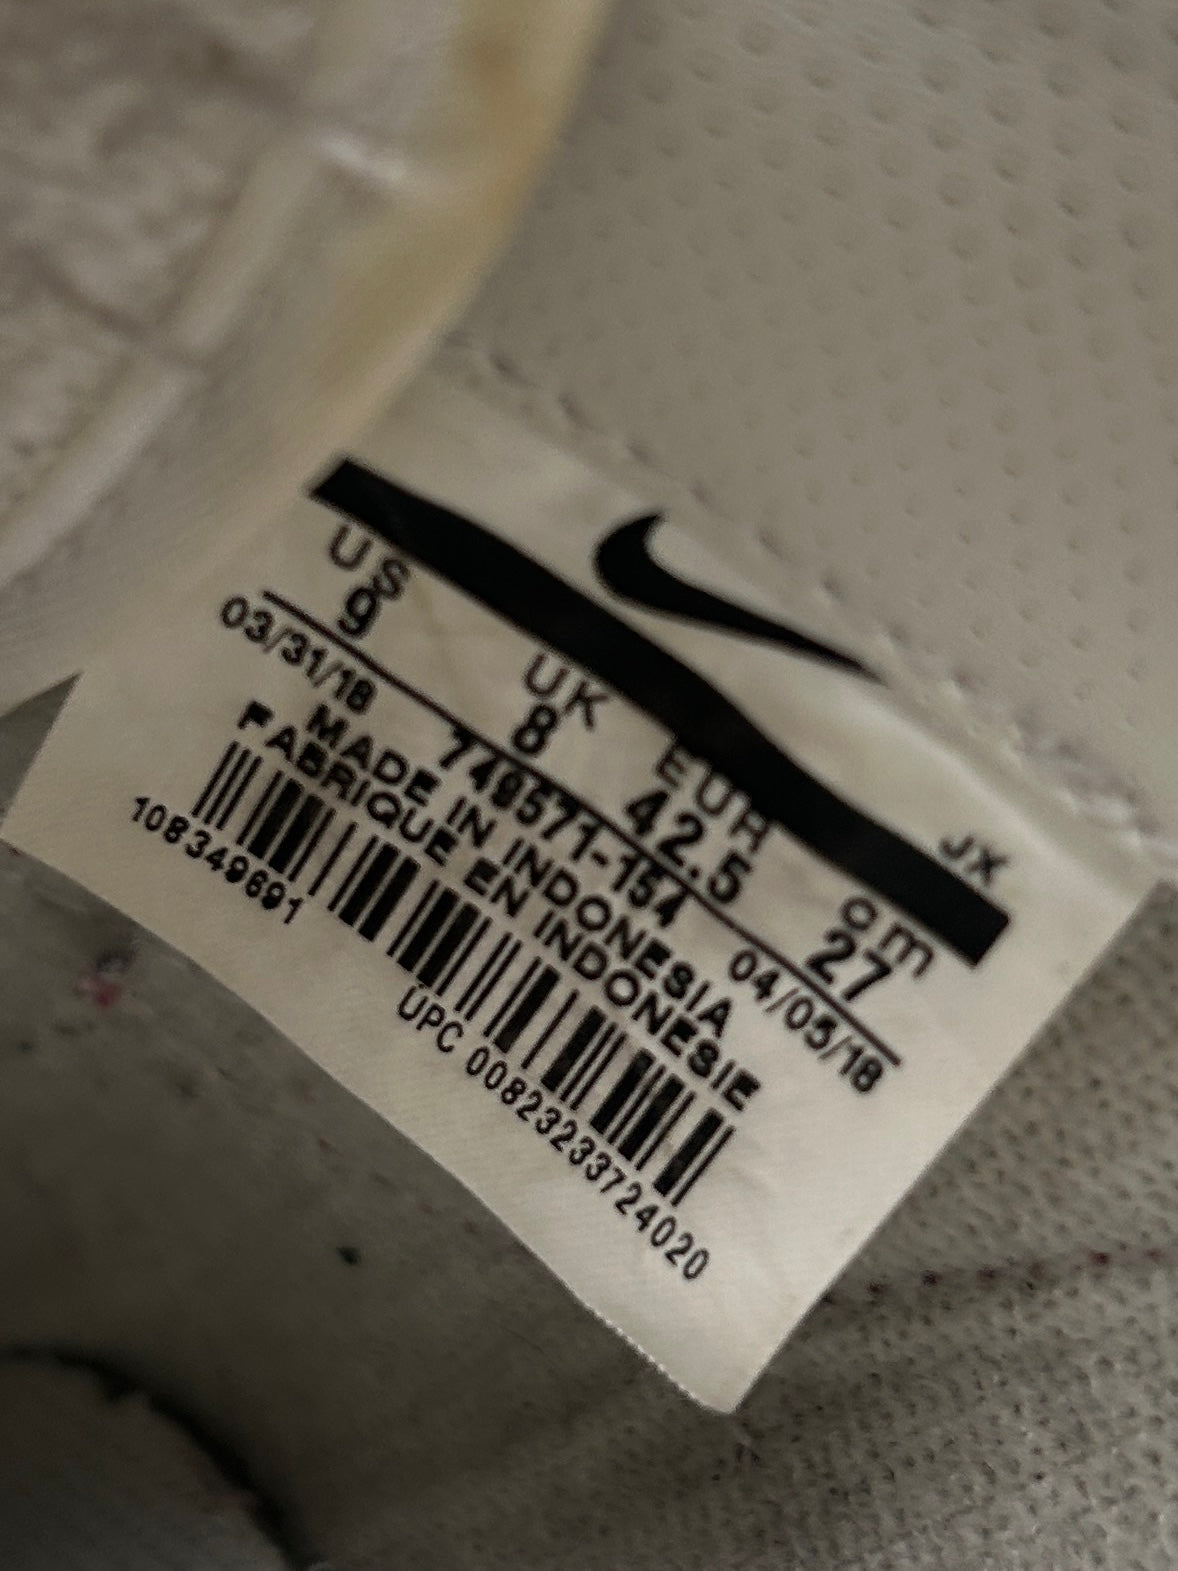 JX
US UK EUR cm
9 8 42.5 27
03/31/18 749571-154 04/05/18
MADE IN INDONESIA
FABRIQUE EN INDONESIE
108349691
UPC 00823233724020